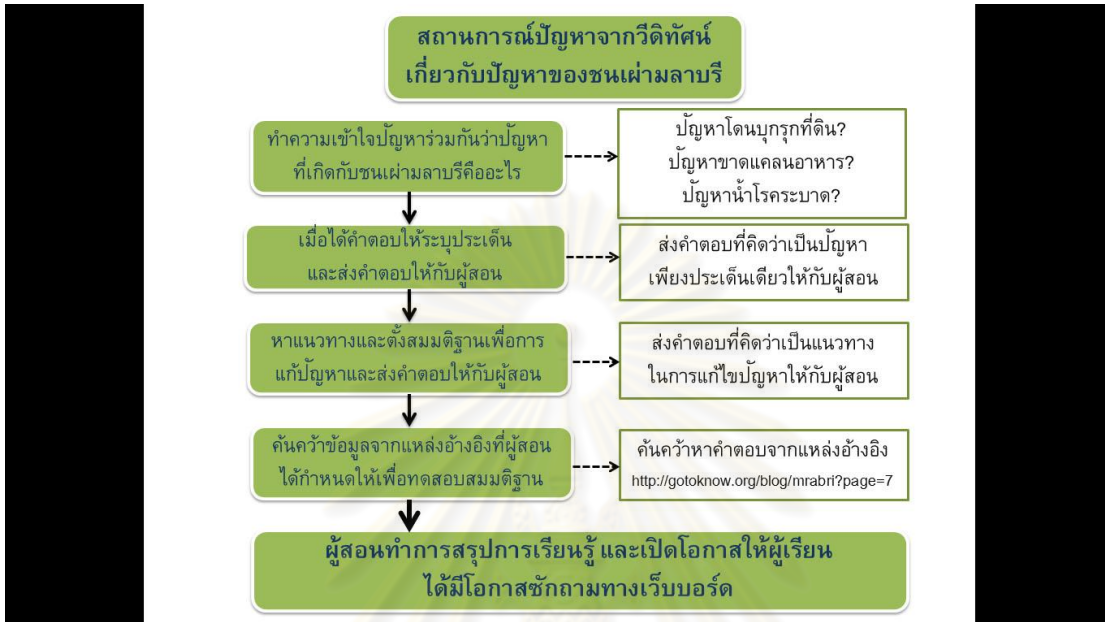 สถานการณ์ปัญหาจากวีดิทัศน์
เกี่ยวกับปัญหาของชนเผ่ามลาบรี
ทำความเข้าใจปัญหาร่วมกันว่าปัญหา
ที่เกิดกับชนเผ่ามลาบรีคืออะไร
ปัญหาโดนบุกรุกที่ดิน?
ปัญหาขาดแคลนอาหาร?
ปัญหาน้ำโรคระบาด?
เมื่อได้คำตอบให้ระบุประเด็น
และส่งคำตอบให้กับผู้สอน
ส่งคำตอบที่คิดว่าเป็นปัญหา
เพียงประเด็นเดียวให้กับผู้สอน
หาแนวทางและตั้งสมมติฐานเพื่อการ
แก้ปัญหาและส่งคำตอบให้กับผู้สอน
ส่งคำตอบที่คิดว่าเป็นแนวทาง
ในการแก้ไขปัญหาให้กับผู้สอน
ค้นคว้าข้อมูลจากแหล่งอ้างอิงที่ผู้สอน
ได้กำหนดให้เพื่อทดสอบสมมติฐาน
ค้นคว้าหาคำตอบจากแหล่งอ้างอิง
http://gotoknow.org/blog/mrabri?page=7
ผู้สอนทำการสรุปการเรียนรู้ และเปิดโอกาสให้ผู้เรียน
ได้มีโอกาสซักถามทางเว็บบอร์ด